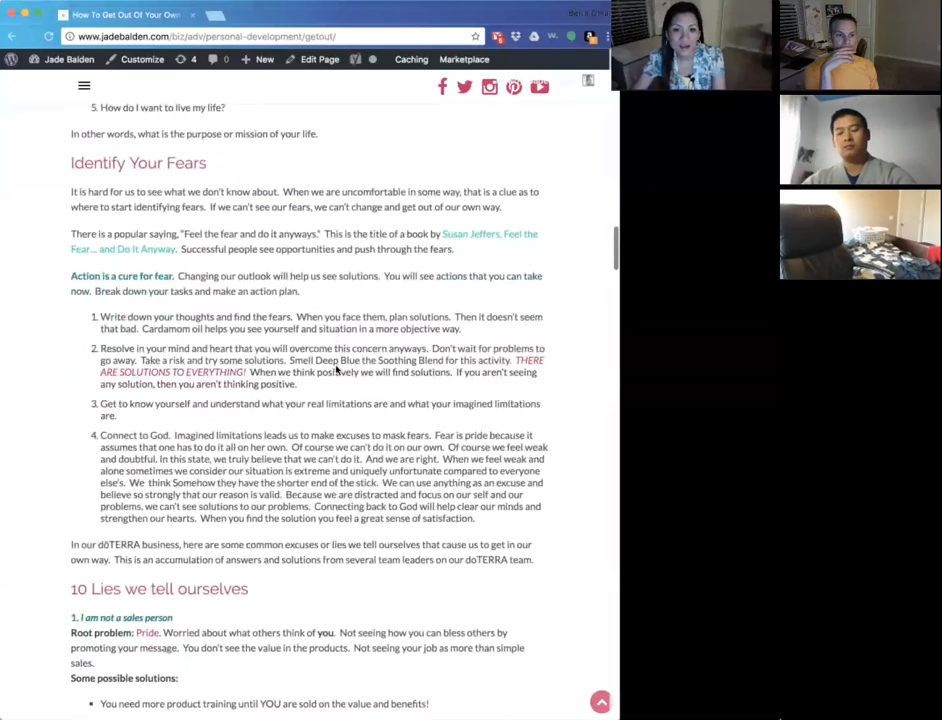 How To Get Out Of Your Own
www.jadebalden.com/biz/adv/personal-development/getout/
Jade Balden Customize 4 0 New Edit Page Caching Marketplace
5. How do I want to live my life?
In other words, what is the purpose or mission of your life.
Identify Your Fears
It is hard for us to see what we don't know about. When we are uncomfortable in some way, that is a clue as to
where to start identifying fears. If we can't see our fears, we can't change and get out of our own way.
There is a popular saying, "Feel the fear and do it anyways." This is the title of a book by Susan Jeffers, Feel the
Fear... and Do It Anyway. Successful people see opportunities and push through the fears.
Action is a cure for fear. Changing our outlook will help us see solutions. You will see actions that you can take
now. Break down your tasks and make an action plan.
1. Write down your thoughts and find the fears. When you face them, plan solutions. Then it doesn't seem
that bad. Cardamom oil helps you see yourself and situation in a more objective way.
2. Resolve in your mind and heart that you will overcome this concern anyways. Don't wait for problems to
go away. Take a risk and try some solutions. Smell Deep Blue the Soothing Blend for this activity. THERE
ARE SOLUTIONS TO EVERYTHING! When we think positively we will find solutions. If you aren't seeing
any solution, then you aren't thinking positive.
3. Get to know yourself and understand what your real limitations are and what your imagined limitations
are.
4. Connect to God. Imagined limitations leads us to make excuses to mask fears. Fear is pride because it
assumes that one has to do it all on her own. Of course we can't do it on our own. Of course we feel weak
and doubtful. In this state, we truly believe that we can't do it. And we are right. When we feel weak and
alone sometimes we consider our situation is extreme and uniquely unfortunate compared to everyone
else's. We think Somehow they have the shorter end of the stick. We can use anything as an excuse and
believe so strongly that our reason is valid. Because we are distracted and focus on our self and our
problems, we can't see solutions to our problems. Connecting back to God will help clear our minds and
strengthen our hearts. When you find the solution you feel a great sense of satisfaction.
In our dōTERRA business, here are some common excuses or lies we tell ourselves that cause us to get in our
own way. This is an accumulation of answers and solutions from several team leaders on our doTERRA team.
10 Lies we tell ourselves
1. I am not a sales person
Root problem: Pride. Worried about what others think of you. Not seeing how you can bless others by
promoting your message. You don't see the value in the products. Not seeing your job as more than simple
sales.
Some possible solutions:
▪ You need more product training until YOU are sold on the value and benefits!